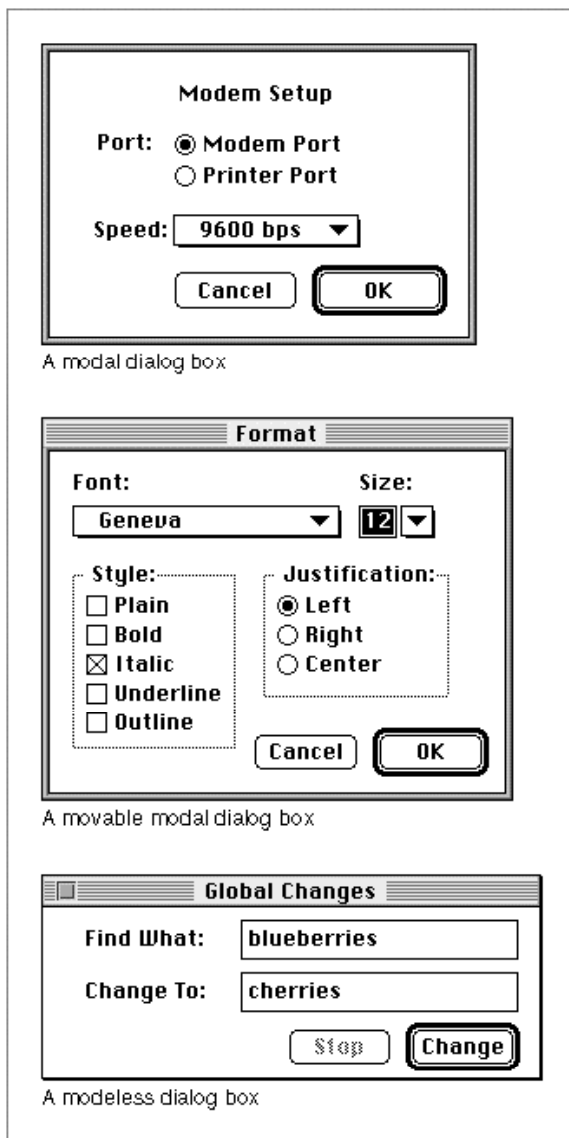 Modem Setup
Port: Modem Port
Printer Port
Speed: 9600 bps
Cancel OK
A modal dialog box
Format
Font: Size:
Geneva 12
Style: Justification:
Plain Left
Bold Right
Italic Center
Underline
Outline
Cancel OK
A movable modal dialog box
Global Changes
Find What: blueberries
Change To: cherries
Stop Change
A modeless dialog box